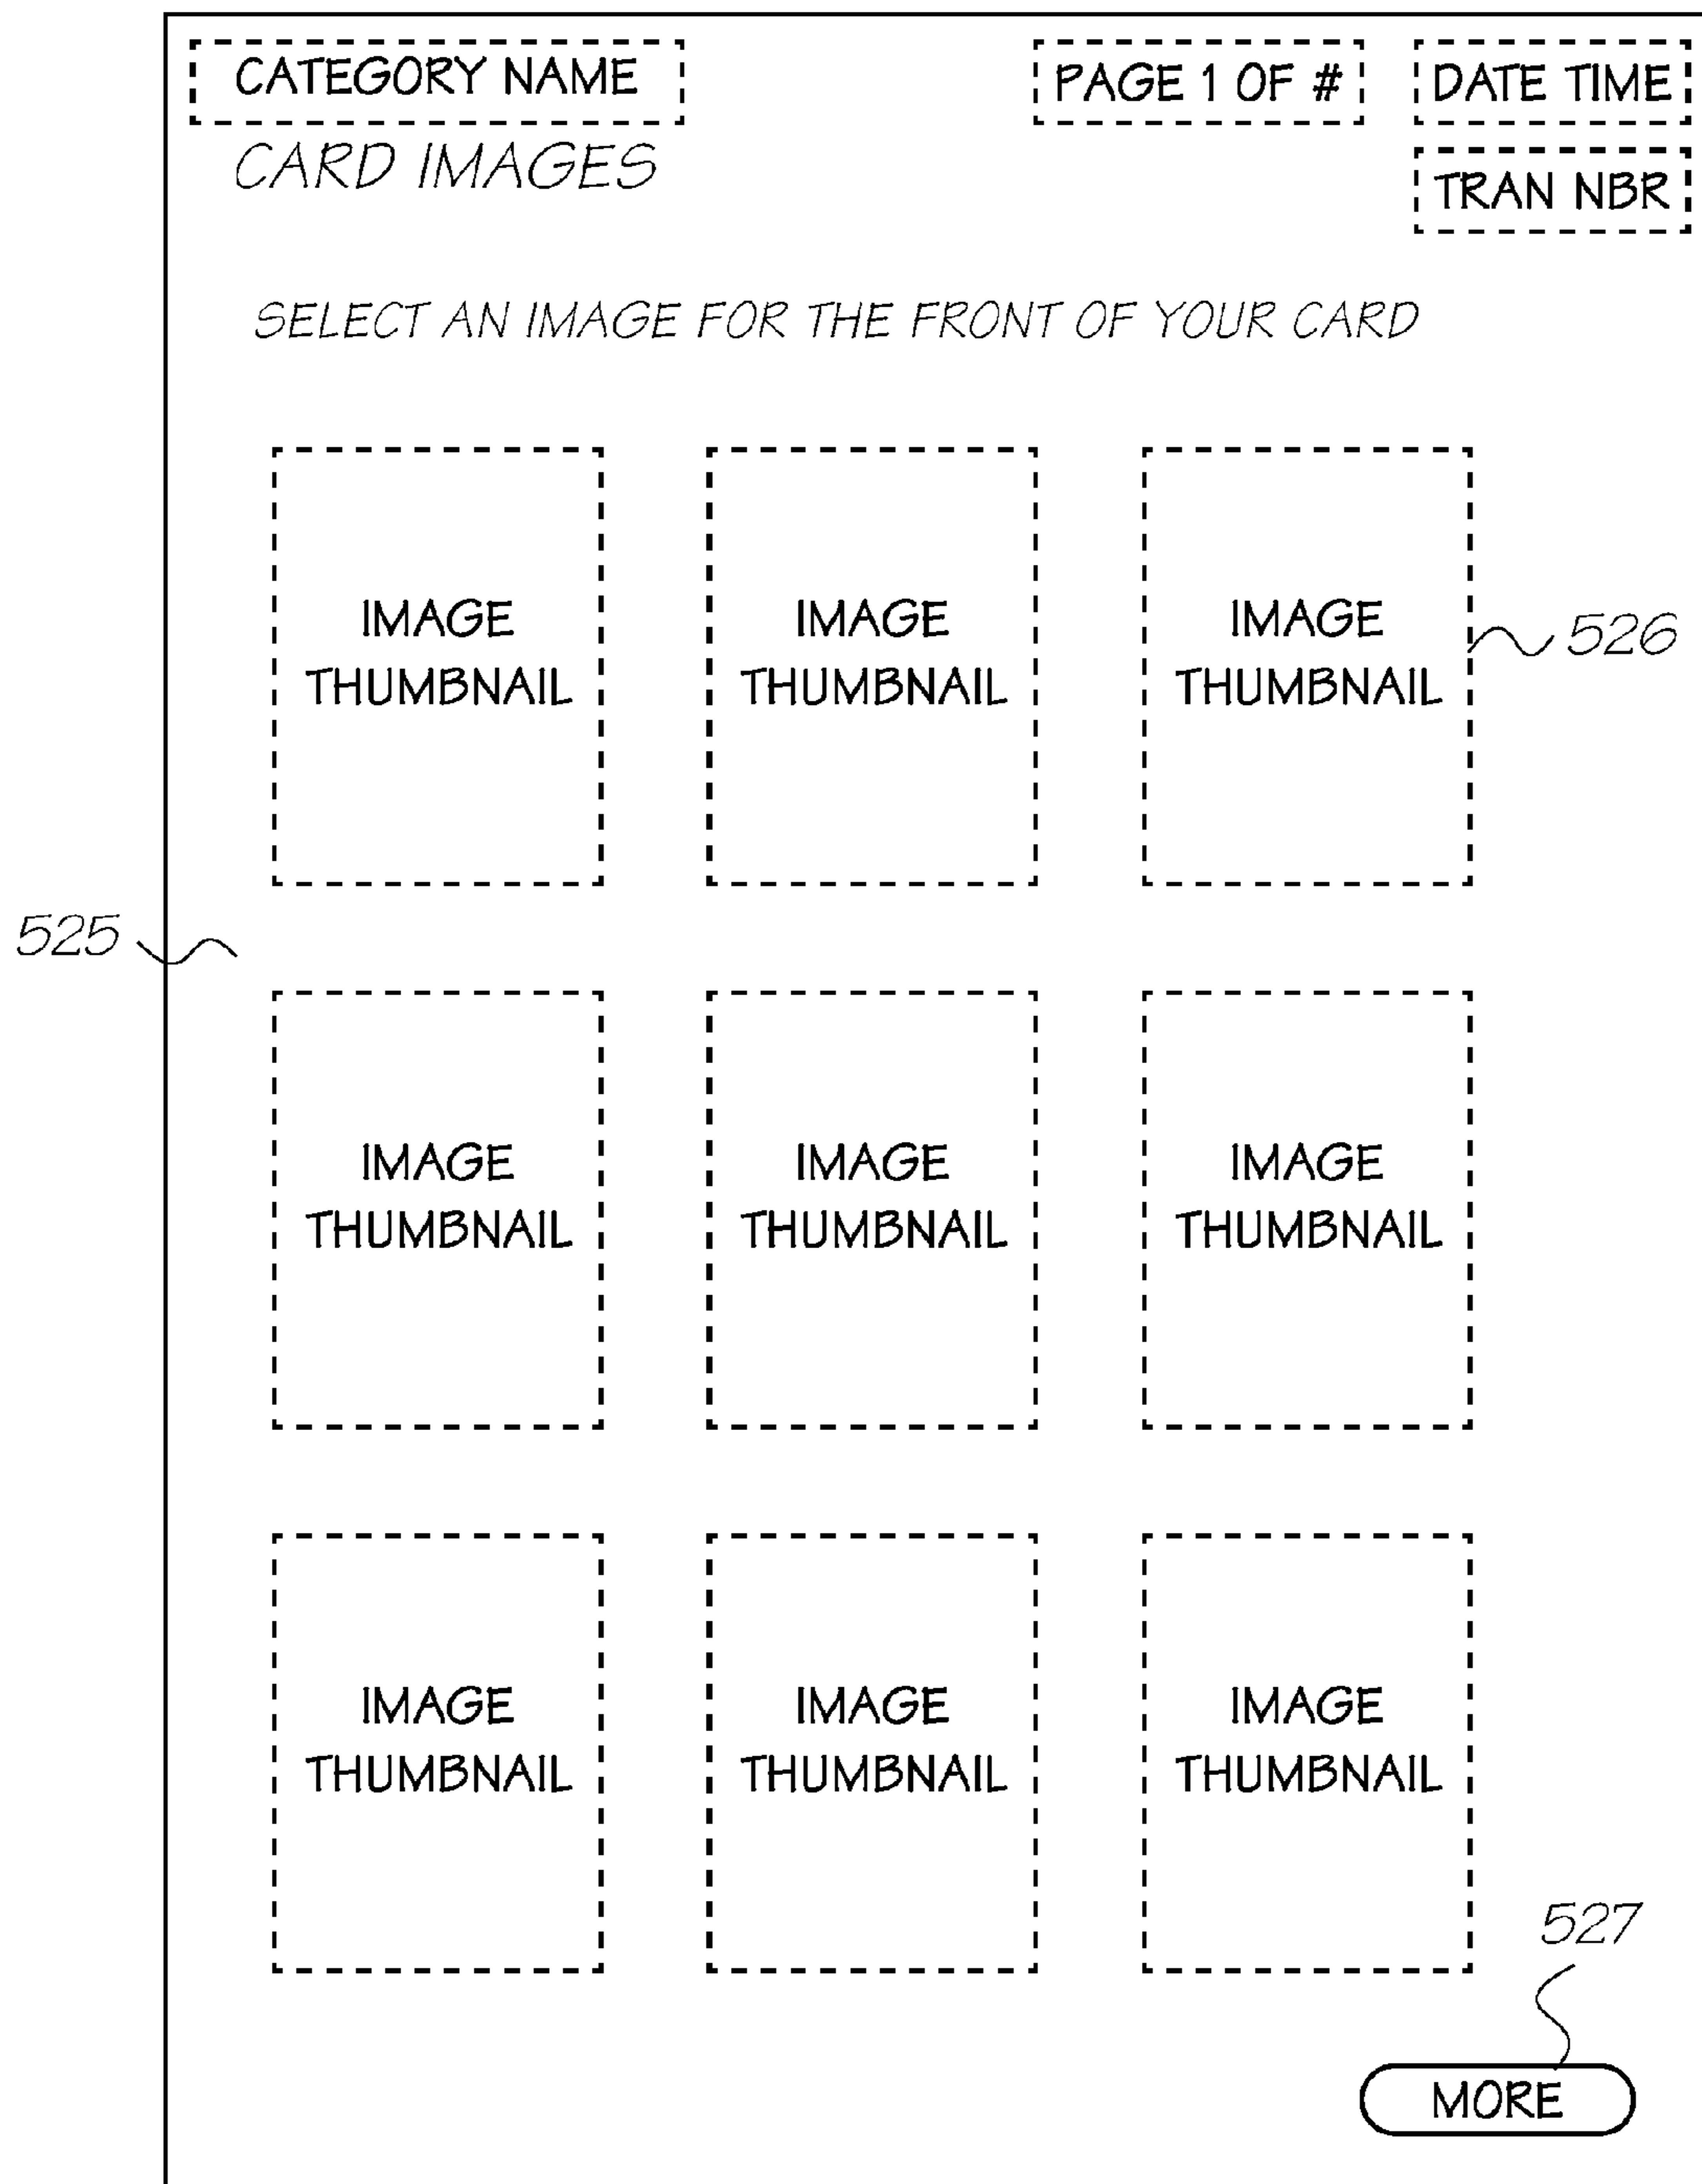 CATEGORY NAME PAGE 1 OF # DATE TIME
CARD IMAGES TRAN NBR
SELECT AN IMAGE FOR THE FRONT OF YOUR CARD
IMAGE IMAGE IMAGE
THUMBNAIL THUMBNAIL THUMBNAIL
526
525
IMAGE IMAGE IMAGE
THUMBNAIL THUMBNAIL THUMBNAIL
IMAGE IMAGE IMAGE
THUMBNAIL THUMBNAIL THUMBNAIL
527
MORE